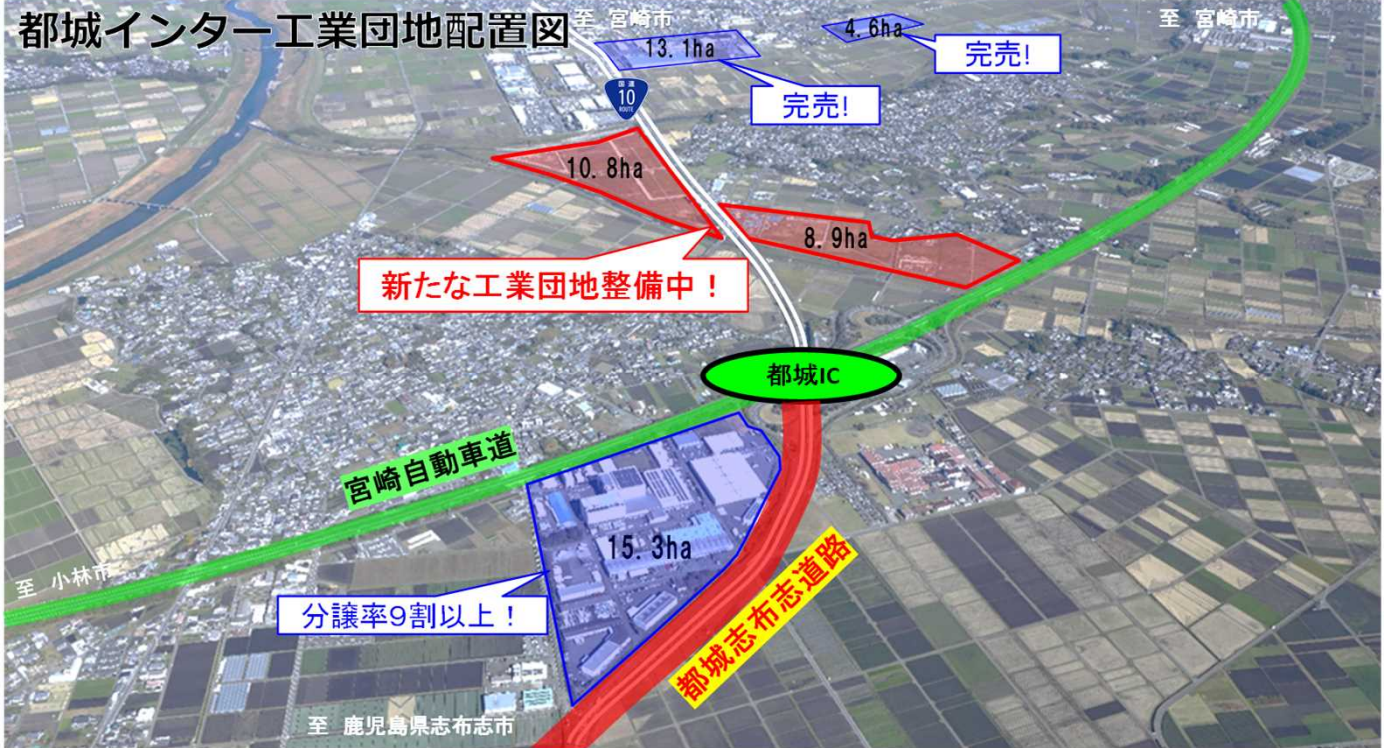 都城インター工業団地配置図
至 宮崎市
至 宮崎市
13.1ha
4.6ha
完売!
完売!
国道
10
ROUTE
10.8ha
8.9ha
新たな工業団地整備中！
都城IC
宮崎自動車道
15.3ha
至 小林市
分譲率9割以上！
都城志布志道路
至 鹿児島県志布志市